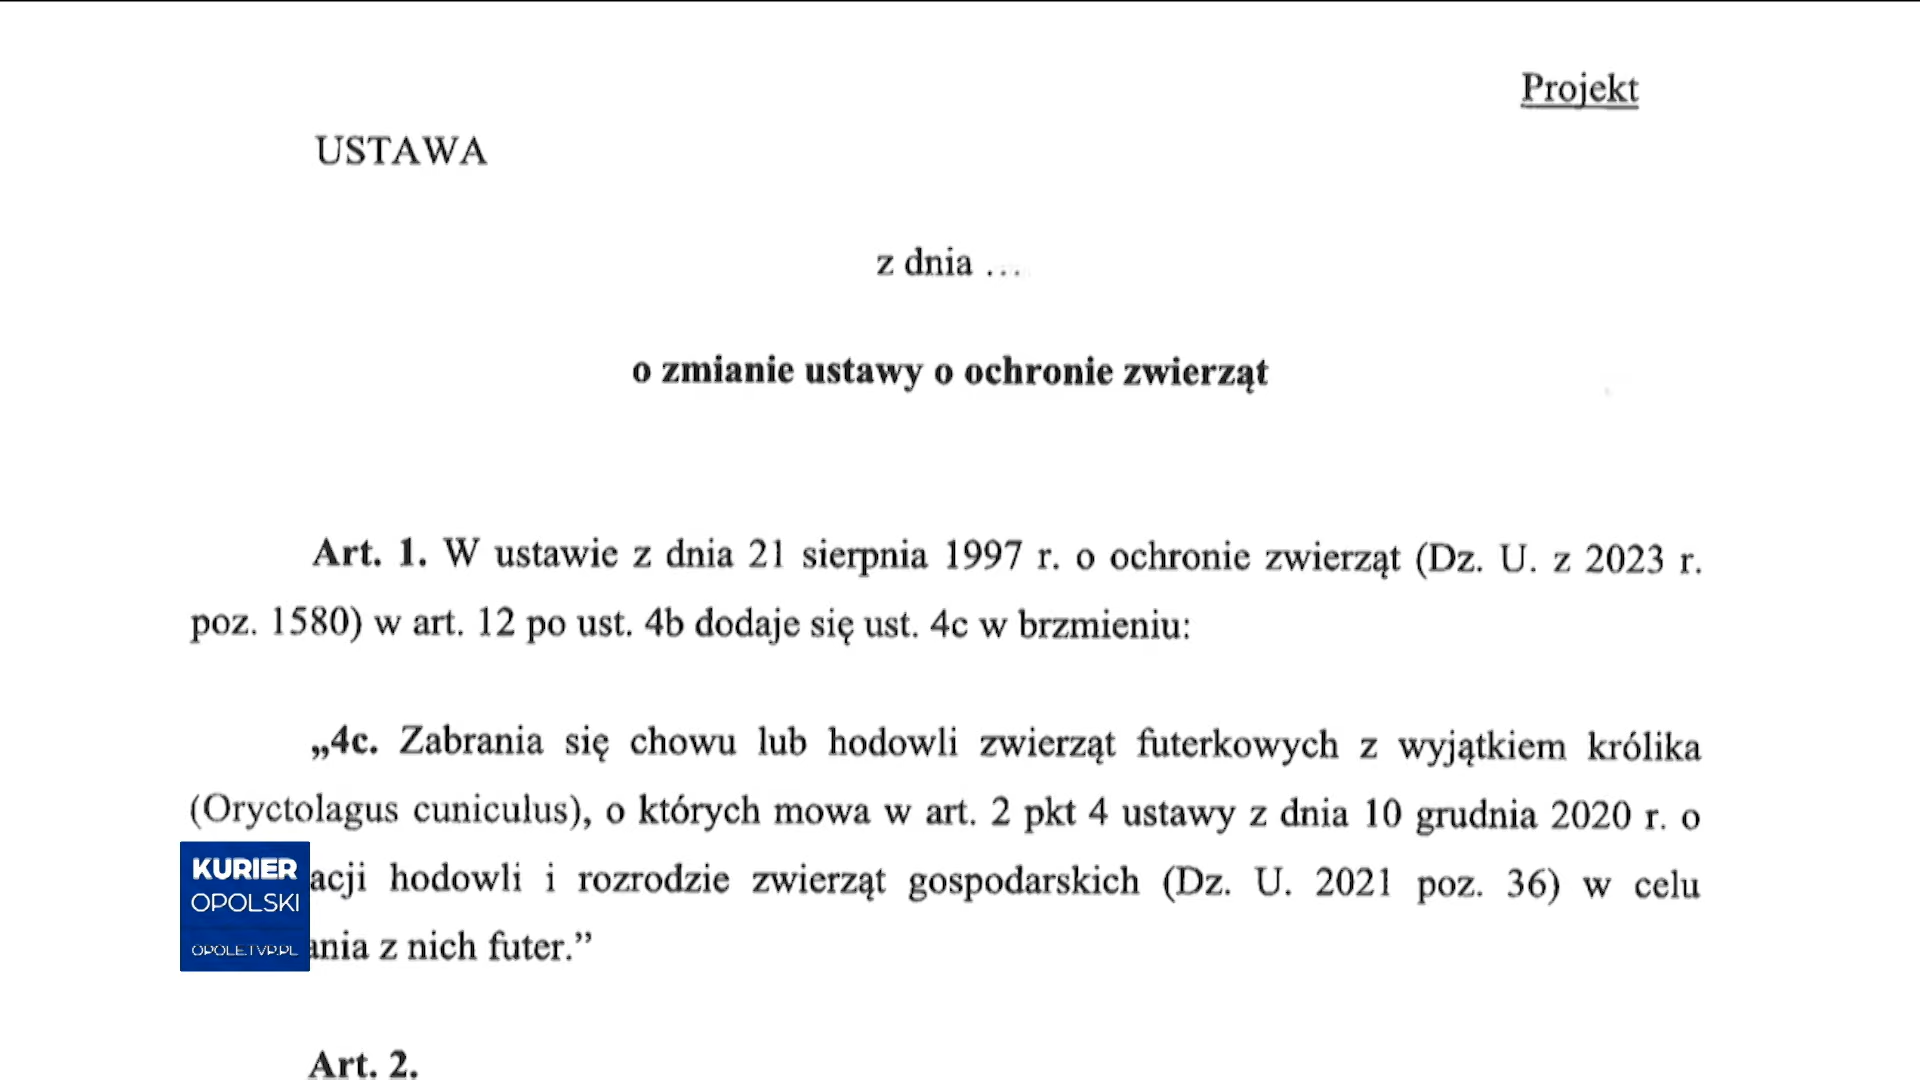 Projekt
USTAWA
z dnia …
o zmianie ustawy o ochronie zwierząt
Art. 1. W ustawie z dnia 21 sierpnia 1997 r. o ochronie zwierząt (Dz. U. z 2023 r.
poz. 1580) w art. 12 po ust. 4b dodaje się ust. 4c w brzmieniu:
„4c. Zabrania się chowu lub hodowli zwierząt futerkowych z wyjątkiem królika
(Oryctolagus cuniculus), o których mowa w art. 2 pkt 4 ustawy z dnia 10 grudnia 2020 r. o
acji hodowli i rozrodzie zwierząt gospodarskich (Dz. U. 2021 poz. 36) w celu
ania z nich futer.”
KURIER
OPOLSKI
OPOLE.TVP.PL
Art. 2.